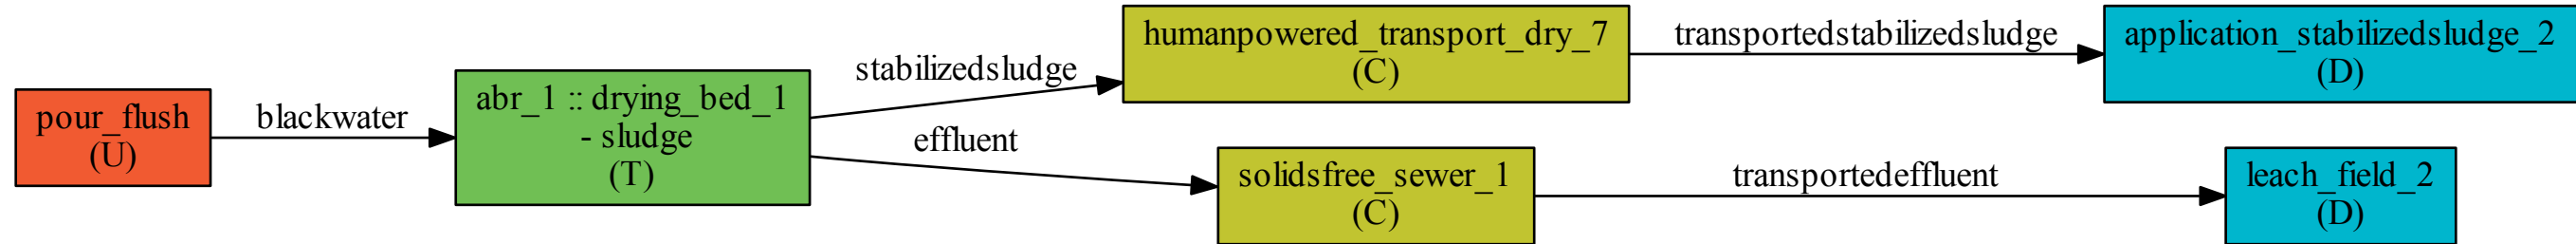 pour_flush
(U)
blackwater
abr_1 :: drying_bed_1
- sludge
(T)
stabilizedsludge
effluent
humanpowered_transport_dry_7
(C)
transportedstabilizedsludge
application_stabilizedsludge_2
(D)
solidsfree_sewer_1
(C)
transportedeffluent
leach_field_2
(D)